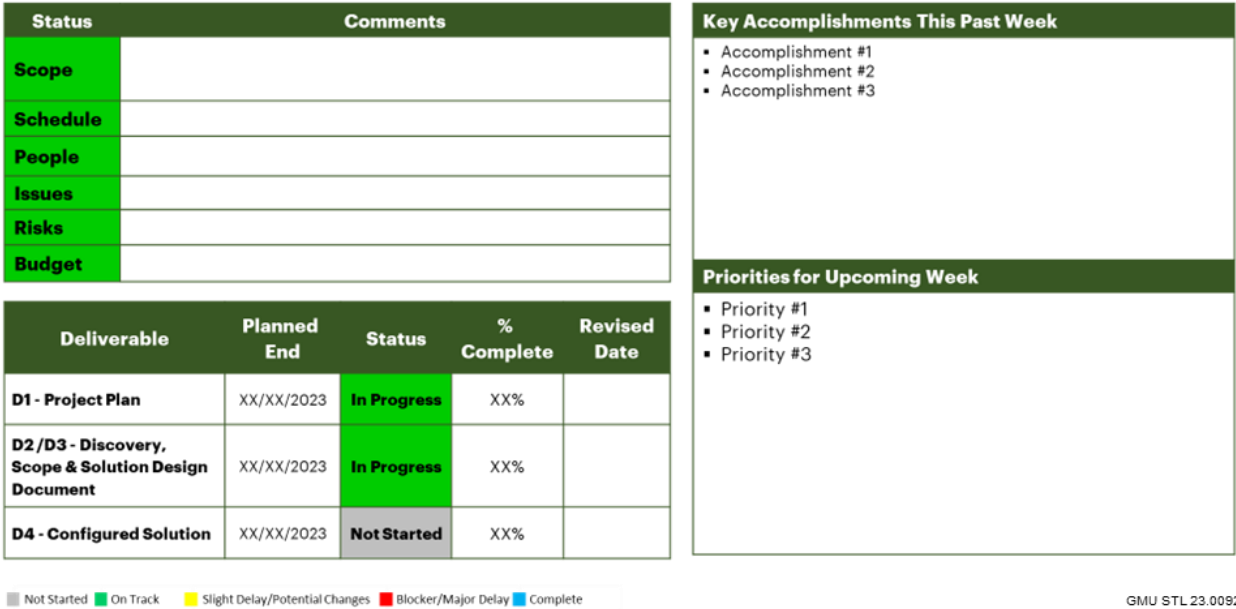 Status Comments
Scope
Schedule
People
Issues
Risks
Budget
Key Accomplishments This Past Week
▪ Accomplishment #1
▪ Accomplishment #2
▪ Accomplishment #3
Priorities for Upcoming Week
▪ Priority #1
▪ Priority #2
▪ Priority #3
Deliverable Planned End Status % Complete Revised Date
D1 - Project Plan XX/XX/2023 In Progress XX%
D2/D3 - Discovery,
Scope & Solution Design XX/XX/2023 In Progress XX%
Document
D4 - Configured Solution XX/XX/2023 Not Started XX%
Not Started On Track Slight Delay/Potential Changes Blocker/Major Delay Complete
GMU STL 23.0092